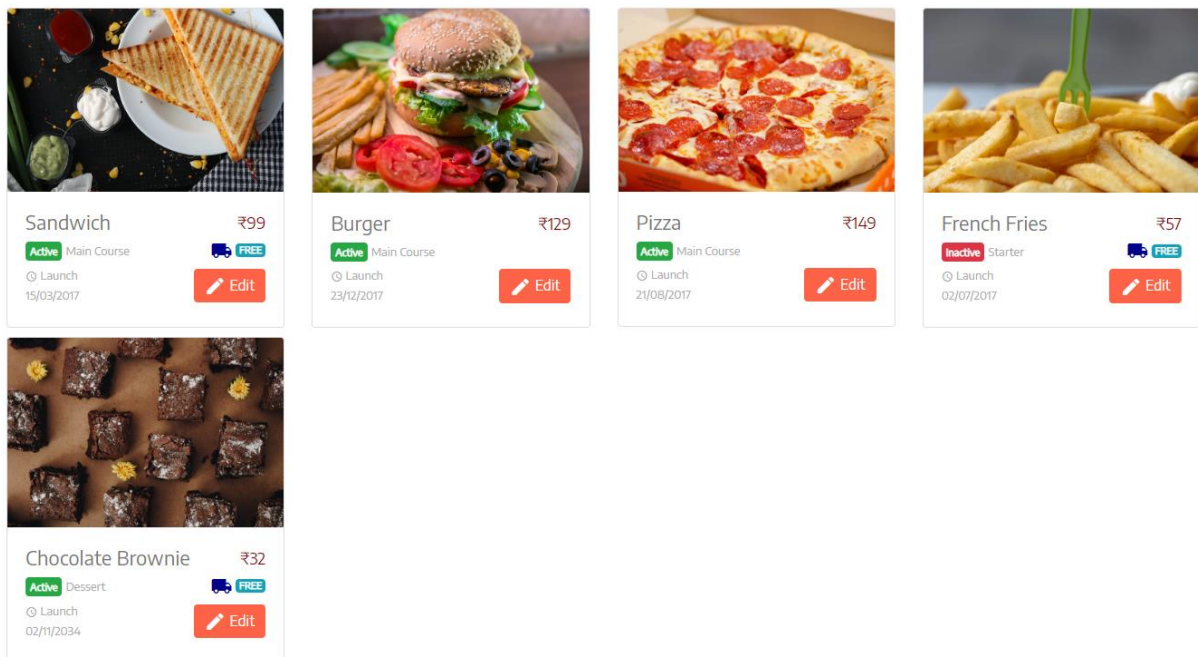 Sandwich ₹99
Active Main Course FREE
Launch
15/03/2017 Edit
Burger ₹129
Active Main Course
Launch
23/12/2017 Edit
Pizza ₹149
Active Main Course
Launch
21/08/2017 Edit
French Fries ₹57
Inactive Starter FREE
Launch
02/07/2017 Edit
Chocolate Brownie ₹32
Active Dessert FREE
Launch
02/11/2034 Edit